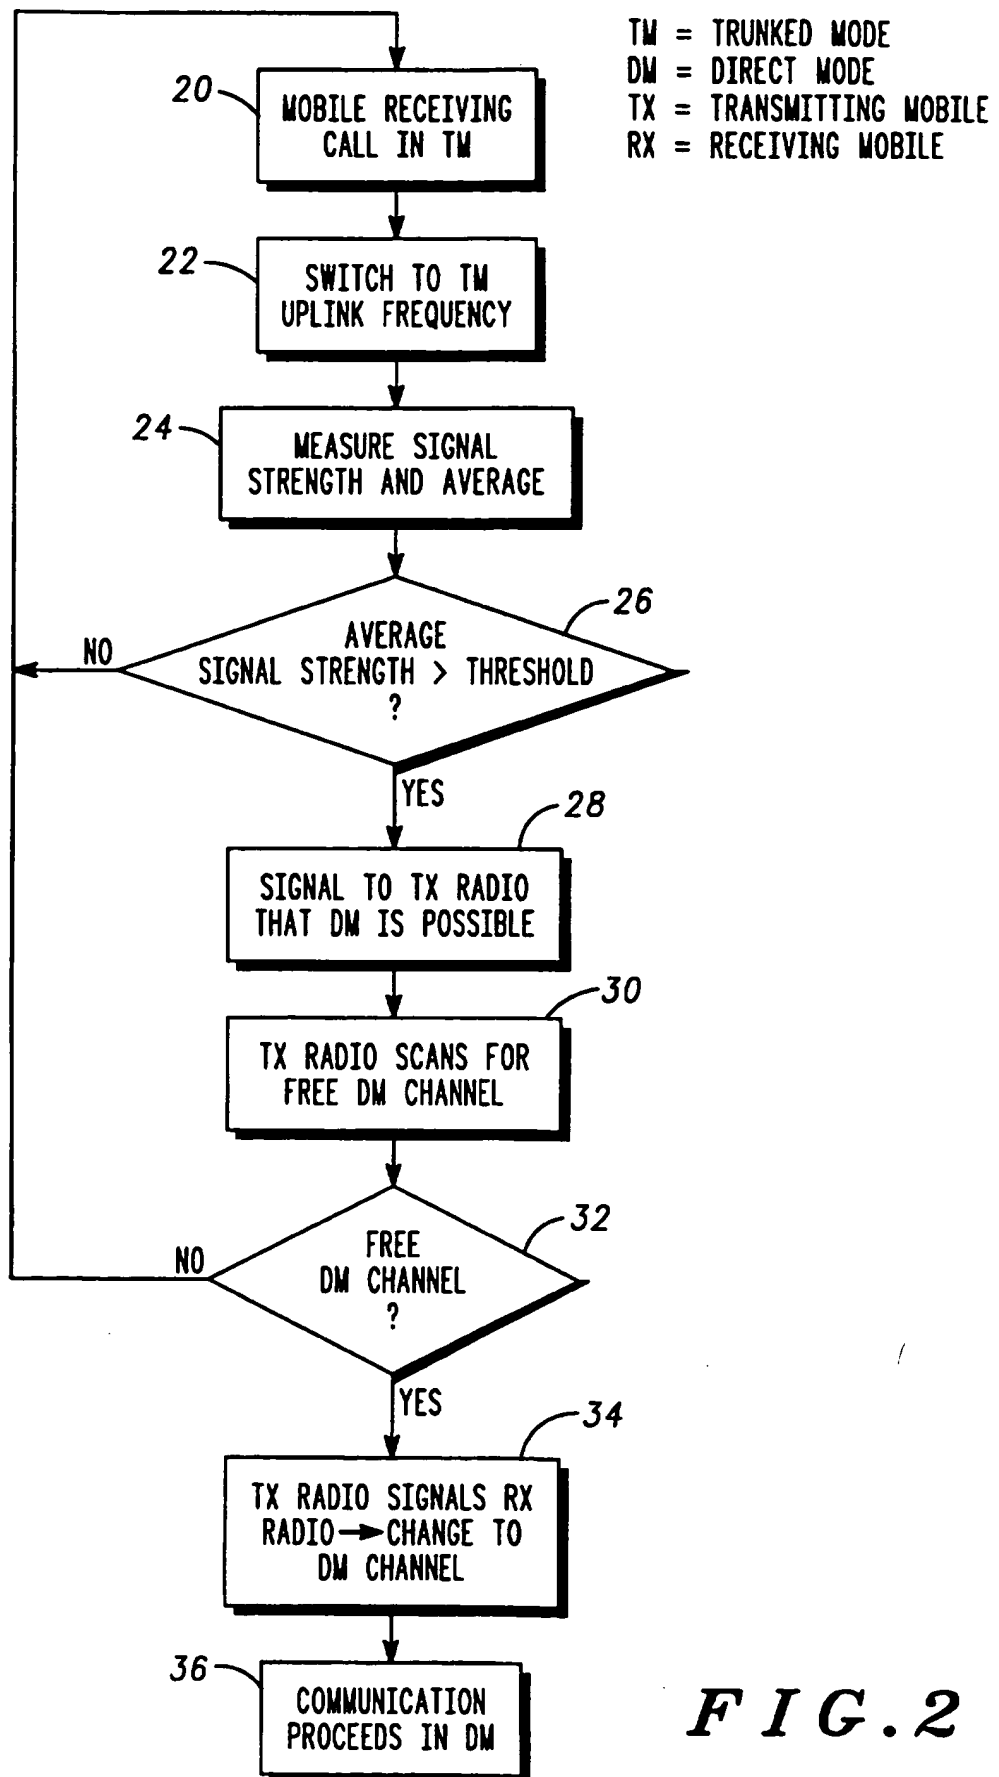 TM = TRUNKED MODE
DM = DIRECT MODE
TX = TRANSMITTING MOBILE
RX = RECEIVING MOBILE
20
MOBILE RECEIVING
CALL IN TM
22
SWITCH TO TM
UPLINK FREQUENCY
24
MEASURE SIGNAL
STRENGTH AND AVERAGE
26
AVERAGE
SIGNAL STRENGTH > THRESHOLD
?
NO
YES
28
SIGNAL TO TX RADIO
THAT DM IS POSSIBLE
30
TX RADIO SCANS FOR
FREE DM CHANNEL
32
FREE
DM CHANNEL
?
NO
YES
34
TX RADIO SIGNALS RX
RADIO → CHANGE TO
DM CHANNEL
36
COMMUNICATION
PROCEEDS IN DM
FIG.2